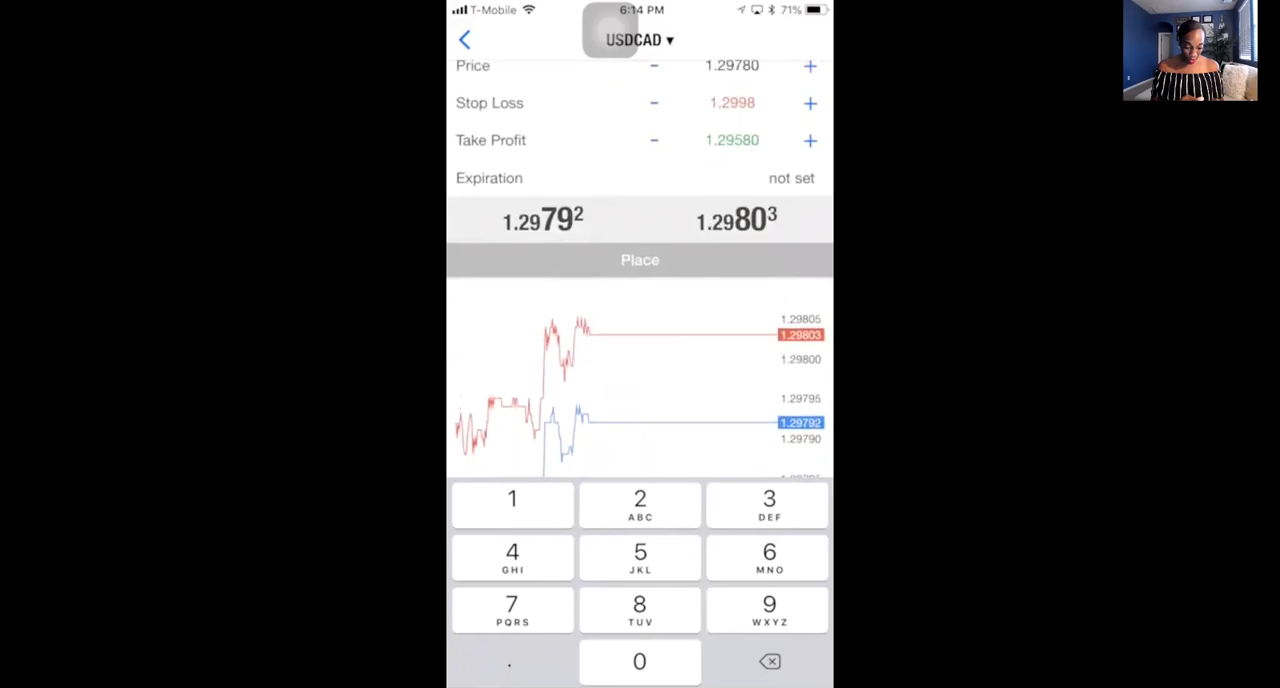 T-Mobile 6:14 PM 71%
USDCAD ▾
Price - 1.29780 +
Stop Loss - 1.2998 +
Take Profit - 1.29580 +
Expiration not set
1.29792 1.29803
Place
1.29805
1.29803
1.29800
1.29795
1.29792
1.29790
1 2 3
ABC DEF
4 5 6
GHI JKL MNO
7 8 9
PQRS TUV WXYZ
. 0